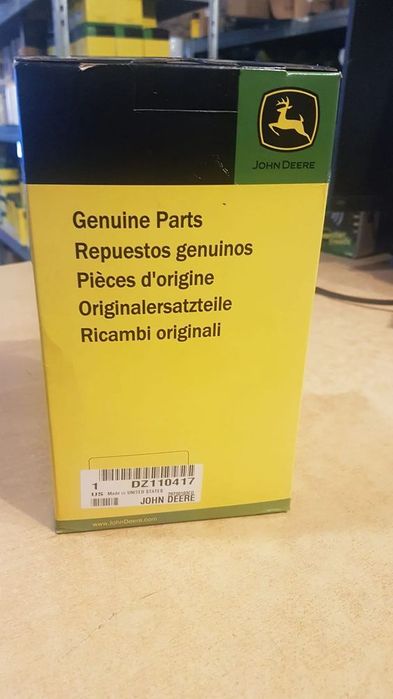 JOHN DEERE
Genuine Parts
Repuestos genuinos
Pièces d'origine
Originalersatzteile
Ricambi originali
1 DZ110417
US Made in UNITED STATES
JOHN DEERE
www.JohnDeere.com